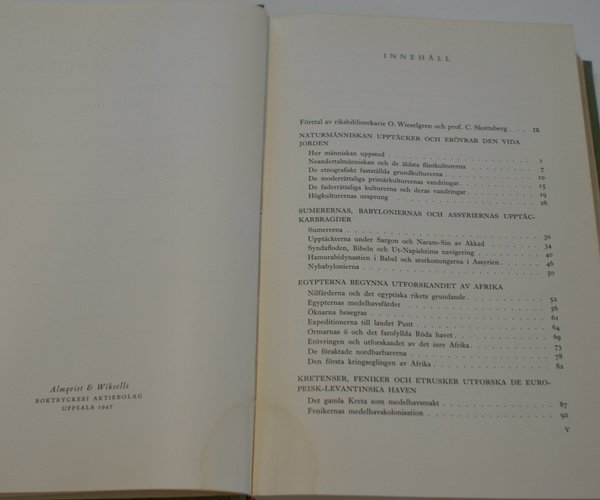 Almqvist & Wiksells
BOKTRYCKERI AKTIEBOLAG
UPPSALA 1947
INNEHÅLL
Företal av riksbibliotekarie O. Wieselgren och prof. C. Skottsberg . . . IX
NATURMÄNNISKAN UPPTÄCKER OCH ERÖVRAR DEN VIDA
JORDEN
Hur människan uppstod 1
Neandertalmänniskan och de äldsta flintkulturerna 7
De etnografiskt fastställda grundkulturerna 10
De moderrättsliga primärkulturernas vandringar 15
De faderrättsliga kulturerna och deras vandringar 19
Högkulturernas ursprung 26
SUMERERNAS, BABYLONIERNAS OCH ASSYRIERNAS UPPTÄC-
KARBRAGDER
Sumererna 30
Upptäckterna under Sargon och Naram-Sin av Akkad 34
Syndafloden, Bibeln och Ut-Napishtims navigering 40
Hamurabidynastien i Babel och storkonungarna i Assyrien 46
Nybabylonierna 50
EGYPTERNA BEGYNNA UTFORSKANDET AV AFRIKA
Nilfärderna och det egyptiska rikets grundande 52
Egypternas medelhavsfärder 56
Öknarna besegras 61
Expeditionerna till landet Punt 64
Ormarnas ö och det farofyllda Röda havet 69
Erövringen och utforskandet av det inre Afrika 73
De föraktade nordbarbarerna 78
Den första kringseglingen av Afrika 82
KRETENSER, FENIKER OCH ETRUSKER UTFORSKA DE EURO-
PEISK-LEVANTINSKA HAVEN
Det gamla Kreta som medelhavsmakt 87
Fenikernas medelhavskolonisation 92
V